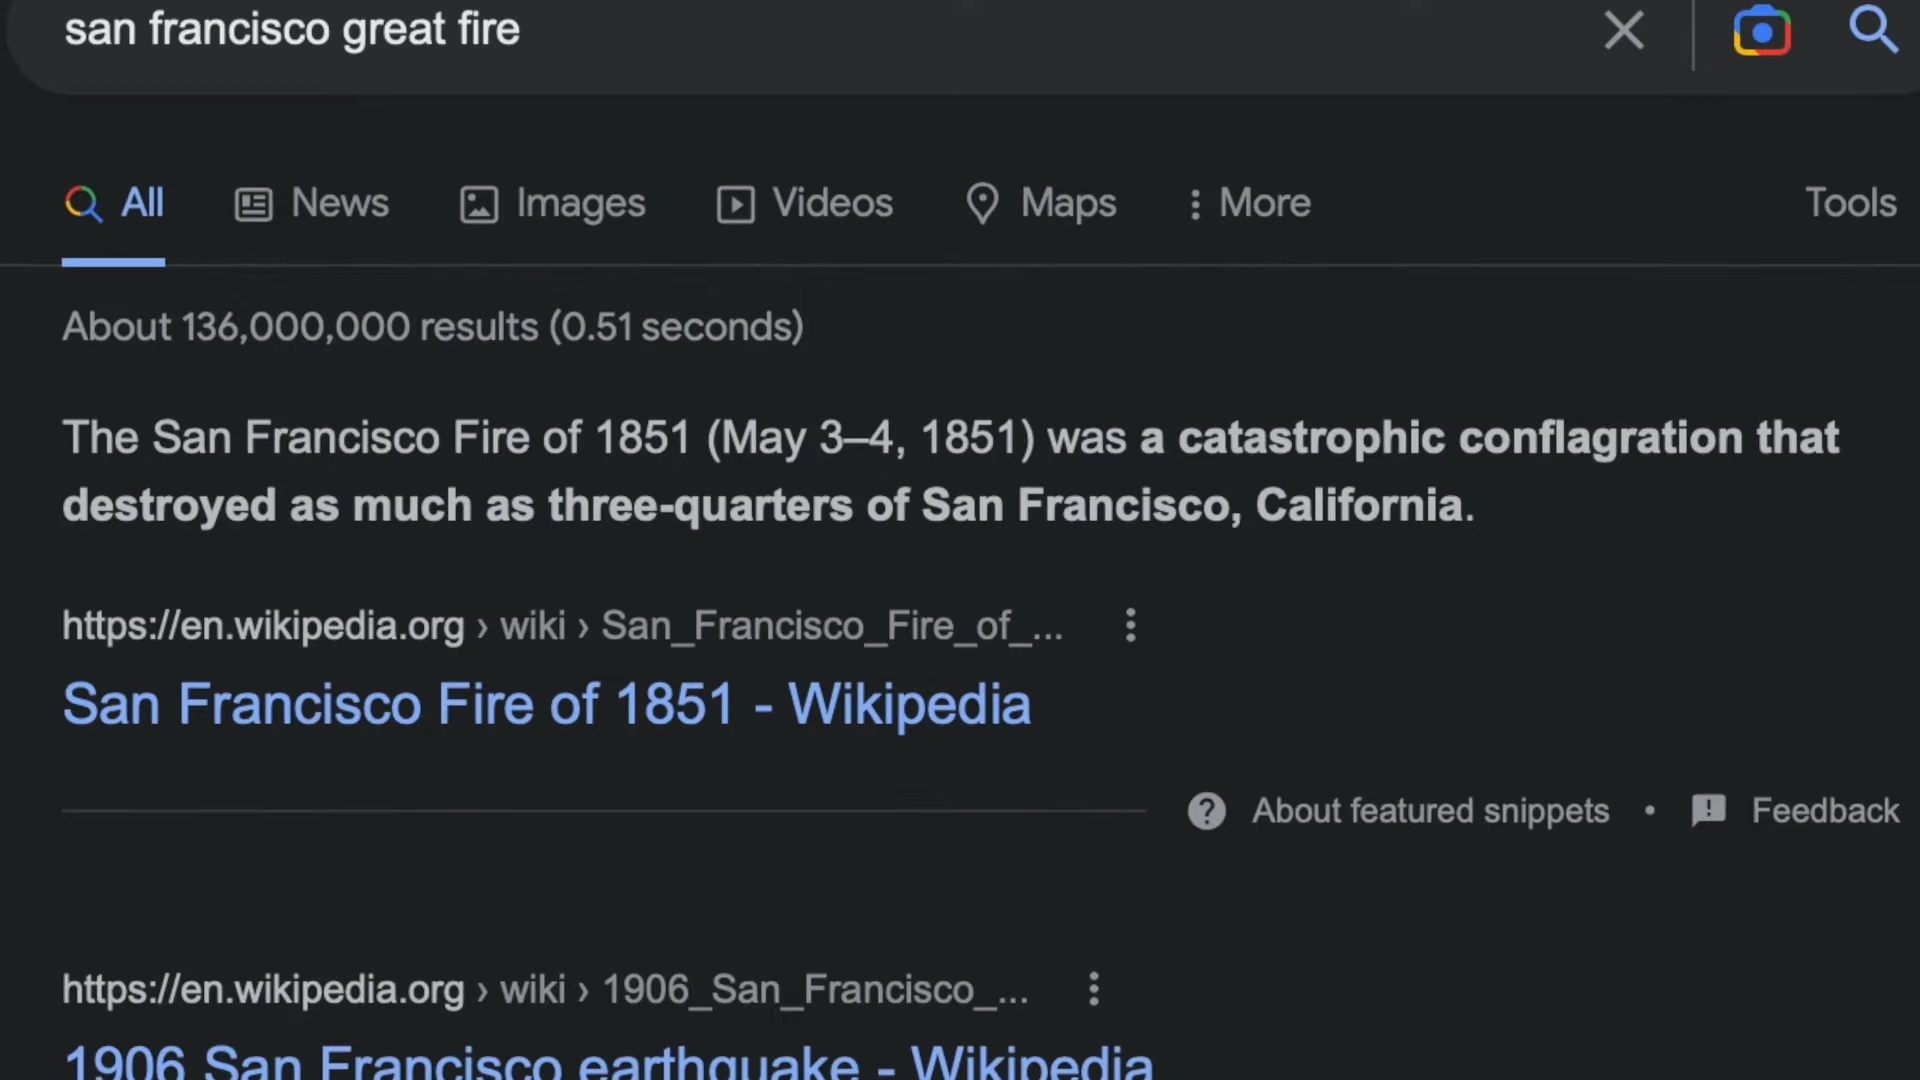 san francisco great fire
All News Images Videos Maps More Tools
About 136,000,000 results (0.51 seconds)
The San Francisco Fire of 1851 (May 3–4, 1851) was a catastrophic conflagration that
destroyed as much as three-quarters of San Francisco, California.
https://en.wikipedia.org › wiki › San_Francisco_Fire_of_...
San Francisco Fire of 1851 - Wikipedia
About featured snippets • Feedback
https://en.wikipedia.org › wiki › 1906_San_Francisco_...
1906 San Francisco earthquake - Wikipedia